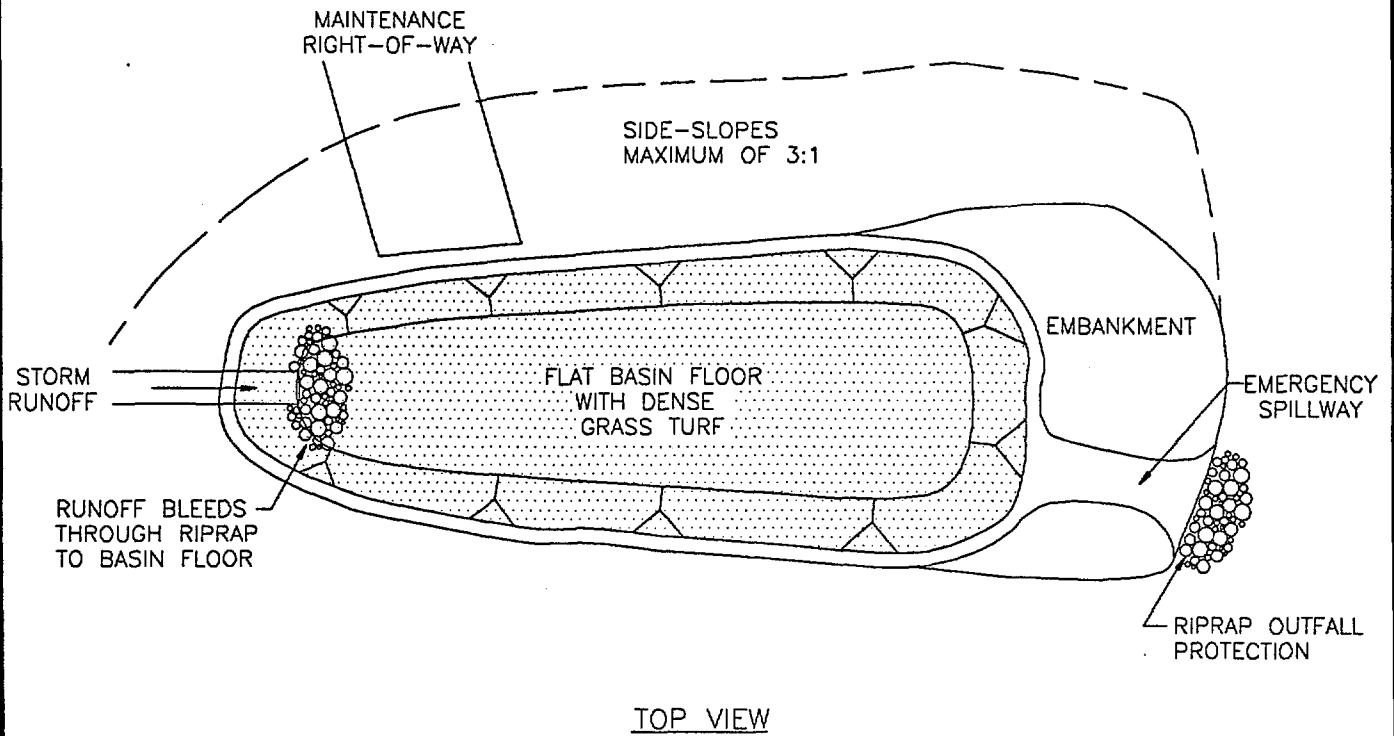 MAINTENANCE
RIGHT-OF-WAY
SIDE-SLOPES
MAXIMUM OF 3:1
STORM
RUNOFF
FLAT BASIN FLOOR
WITH DENSE
GRASS TURF
EMBANKMENT
EMERGENCY
SPILLWAY
RUNOFF BLEEDS
THROUGH RIPRAP
TO BASIN FLOOR
RIPRAP OUTFALL
PROTECTION
TOP VIEW